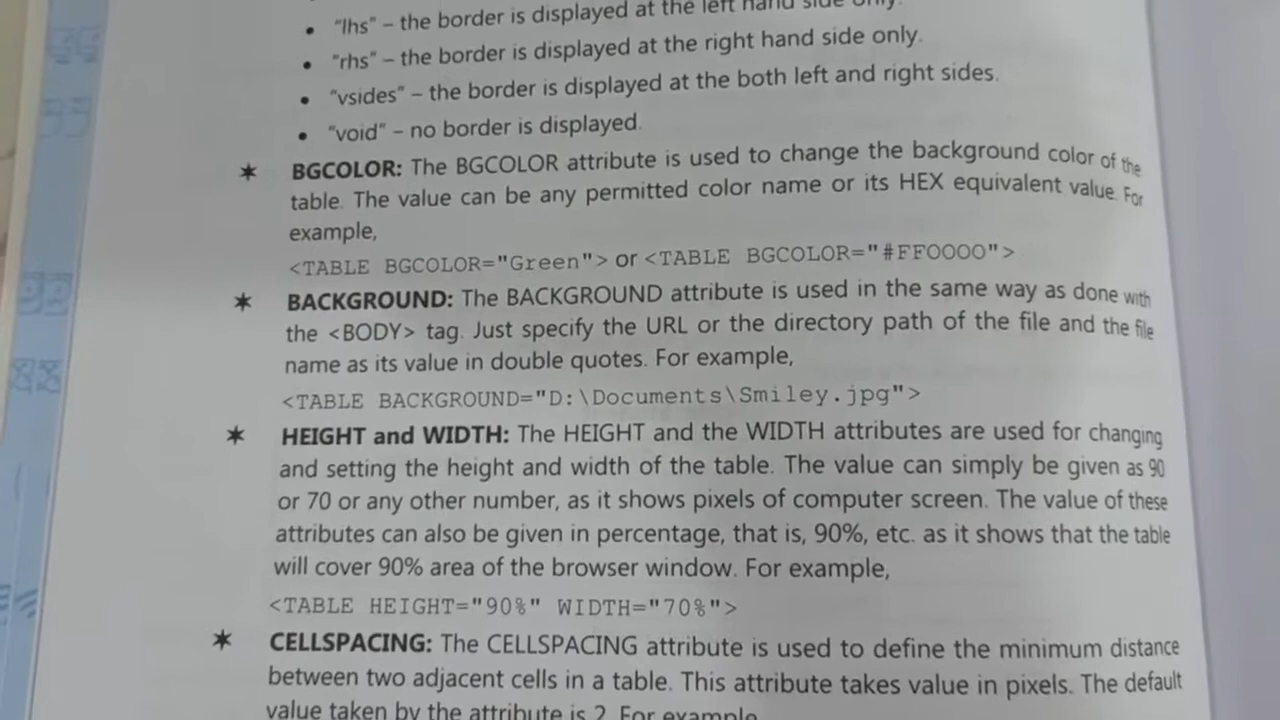 • "lhs" – the border is displayed at the left hand side only.
• "rhs" – the border is displayed at the right hand side only.
• "vsides" – the border is displayed at the both left and right sides.
• "void" – no border is displayed.
✶ BGCOLOR: The BGCOLOR attribute is used to change the background color of the
table. The value can be any permitted color name or its HEX equivalent value. For
example,
<TABLE BGCOLOR="Green"> or <TABLE BGCOLOR="#FF0000">
✶ BACKGROUND: The BACKGROUND attribute is used in the same way as done with
the <BODY> tag. Just specify the URL or the directory path of the file and the file
name as its value in double quotes. For example,
<TABLE BACKGROUND="D:\Documents\Smiley.jpg">
✶ HEIGHT and WIDTH: The HEIGHT and the WIDTH attributes are used for changing
and setting the height and width of the table. The value can simply be given as 90
or 70 or any other number, as it shows pixels of computer screen. The value of these
attributes can also be given in percentage, that is, 90%, etc. as it shows that the table
will cover 90% area of the browser window. For example,
<TABLE HEIGHT="90%" WIDTH="70%">
✶ CELLSPACING: The CELLSPACING attribute is used to define the minimum distance
between two adjacent cells in a table. This attribute takes value in pixels. The default
value taken by the attribute is 2. For example